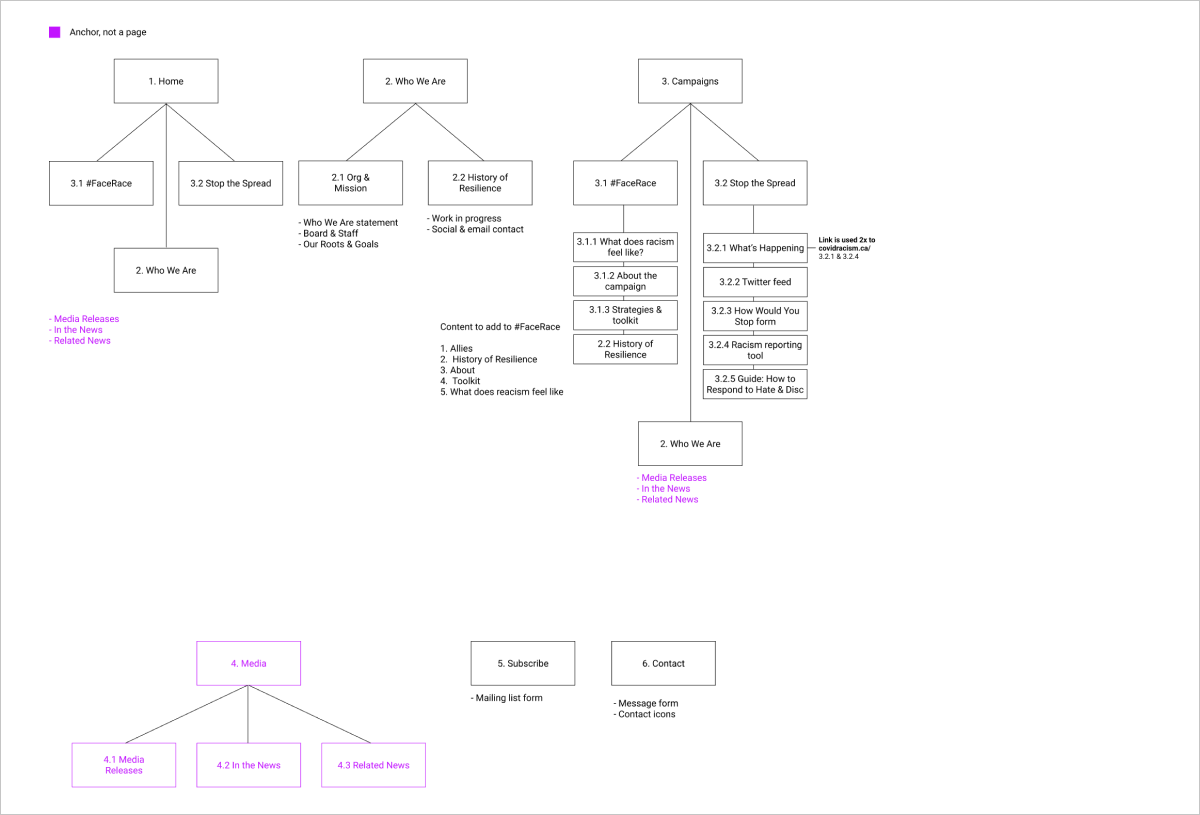 Anchor, not a page
1. Home
3.1 #FaceRace
3.2 Stop the Spread
2. Who We Are
- Media Releases
- In the News
- Related News
2. Who We Are
2.1 Org &
Mission
- Who We Are statement
- Board & Staff
- Our Roots & Goals
2.2 History of
Resilience
- Work in progress
- Social & email contact
3. Campaigns
3.1 #FaceRace
3.1.1 What does racism
feel like?
3.1.2 About the
campaign
3.1.3 Strategies &
toolkit
2.2 History of
Resilience
Content to add to #FaceRace
1. Allies
2. History of Resilience
3. About
4. Toolkit
5. What does reacism feel like
3.2 Stop the Spread
3.2.1 What's Happening
Link is used 2x to
covidracism.ca/
3.2.1 & 3.2.4
3.2.2 Twitter feed
3.2.3 How Would You
Stop form
3.2.4 Racism reporting
tool
3.2.5 Guide: How to
Respond to Hate & Disc
2. Who We Are
- Media Releases
- In the News
- Related News
4. Media
4.1 Media
Releases
4.2 In the News
4.3 Related News
5. Subscribe
- Mailing list form
6. Contact
- Message form
- Contact icons